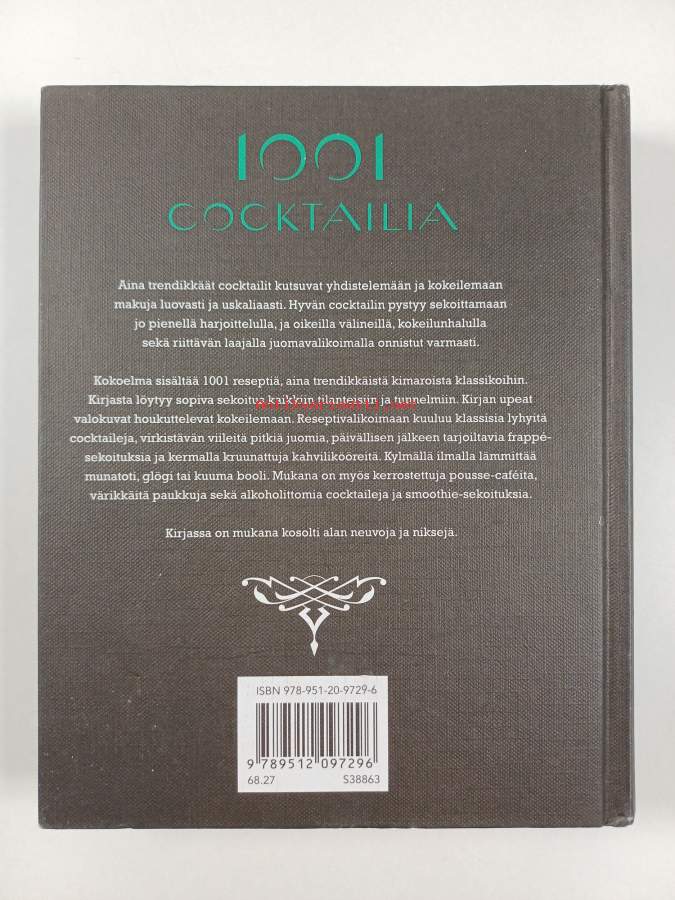 1001
COCKTAILIA
Aina trendikkäät cocktailit kutsuvat yhdistelemään ja kokeilemaan
makuja luovasti ja uskaliaasti. Hyvän cocktailin pystyy sekoittamaan
jo pienellä harjoittelulla, ja oikeilla välineillä, kokeilunhalulla
sekä riittävän laajalla juomavalikoimalla onnistut varmasti.
Kokoelma sisältää 1001 reseptiä, aina trendikkäistä kimaroista klassikoihin.
Kirjasta löytyy sopiva sekoitus kaikkiin tilanteisiin ja tunnelmiin. Kirjan upeat
valokuvat houkuttelevat kokeilemaan. Reseptivalikoimaan kuuluu klassisia lyhyitä
cocktaileja, virkistävän viileitä pitkiä juomia, päivällisen jälkeen tarjoiltavia frappé-
sekoituksia ja kermalla kruunattuja kahviliköörejä. Kylmällä ilmalla lämmittää
munatoti, glögi tai kuuma booli. Mukana on myös kerrostettuja pousse-caféita,
värikkäitä paukkuja sekä alkoholittomia cocktaileja ja smoothie-sekoituksia.
Kirjassa on mukana kosolti alan neuvoja ja niksejä.
ISBN 978-951-20-9729-6
9 789512 097296
68.27 S38863